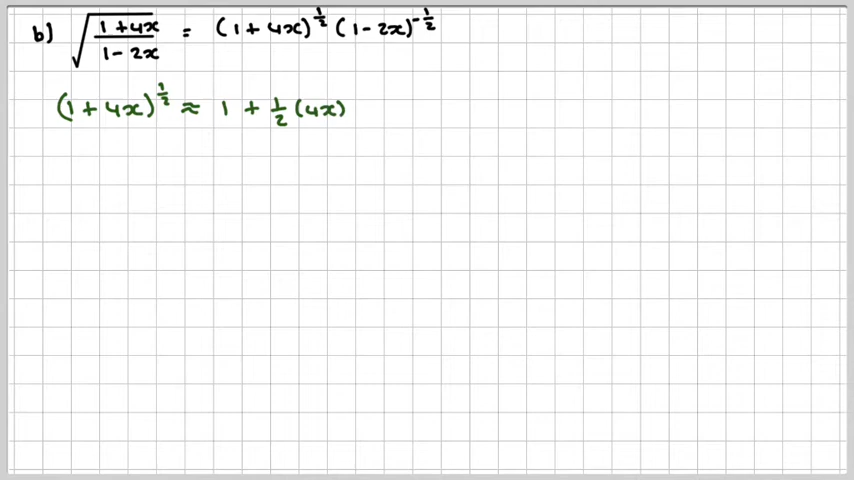 b) √((1 + 4x)/(1 - 2x)) = (1 + 4x)^(1/2) (1 - 2x)^(-1/2)
(1 + 4x)^(1/2) ≈ 1 + 1/2 (4x)